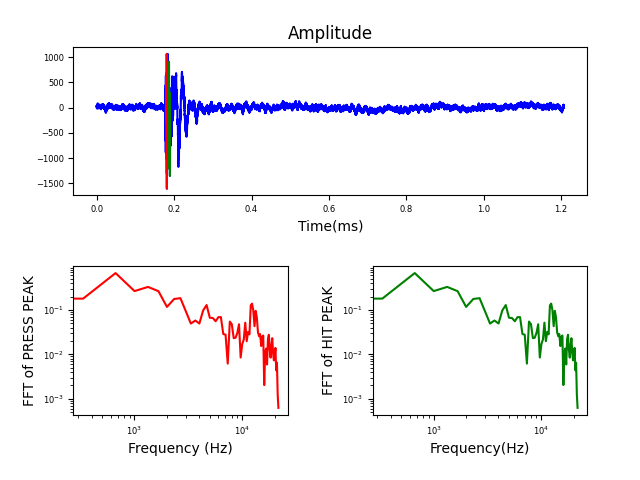 Amplitude
1000
500
0
−500
−1000
−1500
0.0 0.2 0.4 0.6 0.8 1.0 1.2
Time(ms)
FFT of PRESS PEAK
10⁻¹
10⁻²
10⁻³
10³ 10⁴
Frequency (Hz)
FFT of HIT PEAK
10⁻¹
10⁻²
10⁻³
10³ 10⁴
Frequency(Hz)